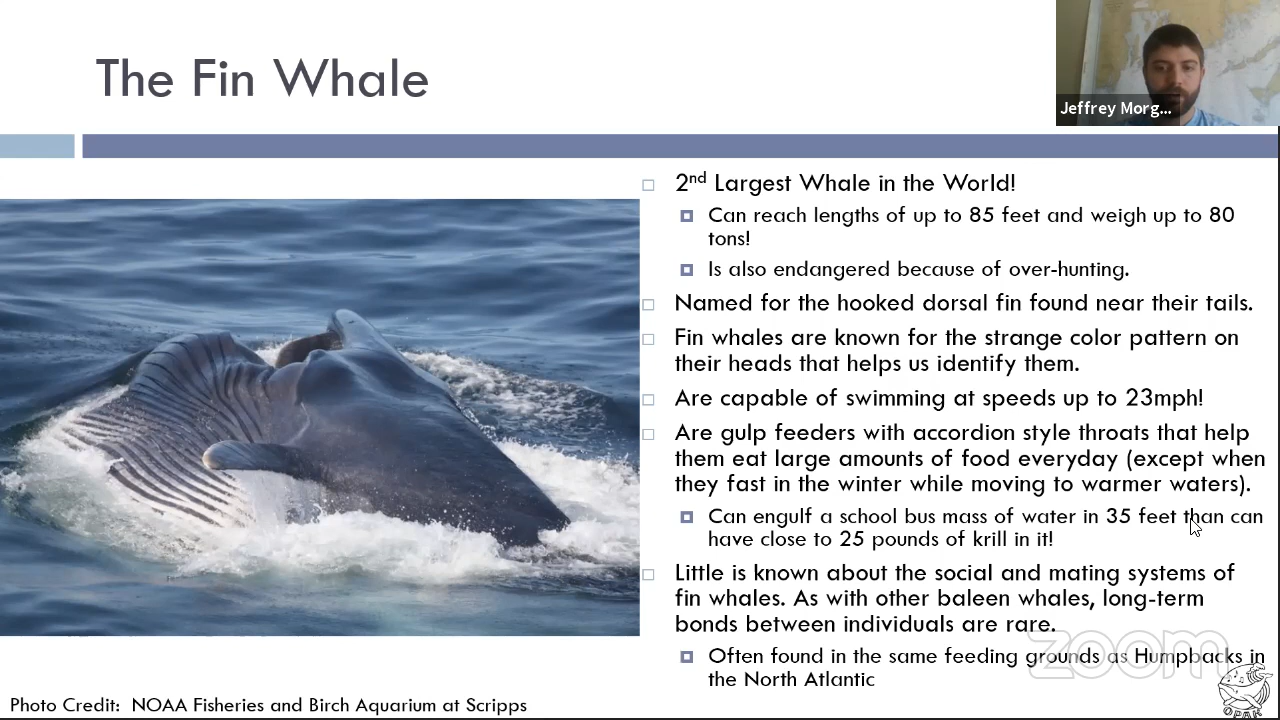 The Fin Whale
Jeffrey Morg...
2nd Largest Whale in the World!
Can reach lengths of up to 85 feet and weigh up to 80
tons!
Is also endangered because of over-hunting.
Named for the hooked dorsal fin found near their tails.
Fin whales are known for the strange color pattern on
their heads that helps us identify them.
Are capable of swimming at speeds up to 23mph!
Are gulp feeders with accordion style throats that help
them eat large amounts of food everyday (except when
they fast in the winter while moving to warmer waters).
Can engulf a school bus mass of water in 35 feet than can
have close to 25 pounds of krill in it!
Little is known about the social and mating systems of
fin whales. As with other baleen whales, long-term
bonds between individuals are rare.
Often found in the same feeding grounds as Humpbacks in
the North Atlantic
zoom
OPAH
Photo Credit: NOAA Fisheries and Birch Aquarium at Scripps